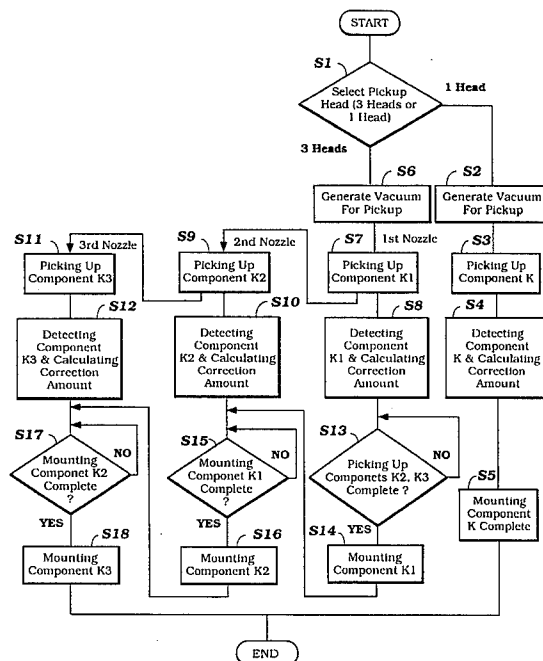 START
S1
1 Head
Select Pickup
Head (3 Heads or
1 Head)
3 Heads
S6
S2
Generate Vacuum
For Pickup
Generate Vacuum
For Pickup
S11
3rd Nozzle
S9
2nd Nozzle
S7
1st Nozzle
S3
Picking Up
Component K3
Picking Up
Component K2
Picking Up
Component K1
Picking Up
Component K
S12
S10
S8
S4
Detecting
Component
K3 & Calculating
Correction
Amount
Detecting
Component
K2 & Calculating
Correction
Amount
Detecting
Component
K1 & Calculating
Correction
Amount
Detecting
Component
K & Calculating
Correction
Amount
S17
NO
Mounting
Componet K2
Complete
?
YES
S15
NO
Mounting
Componet K1
Complete
?
YES
S13
NO
Picking Up
Componets K2, K3
Complete ?
YES
S5
Mounting
Component
K Complete
S18
Mounting
Component K3
S16
Mounting
Component K2
S14
Mounting
Component K1
END